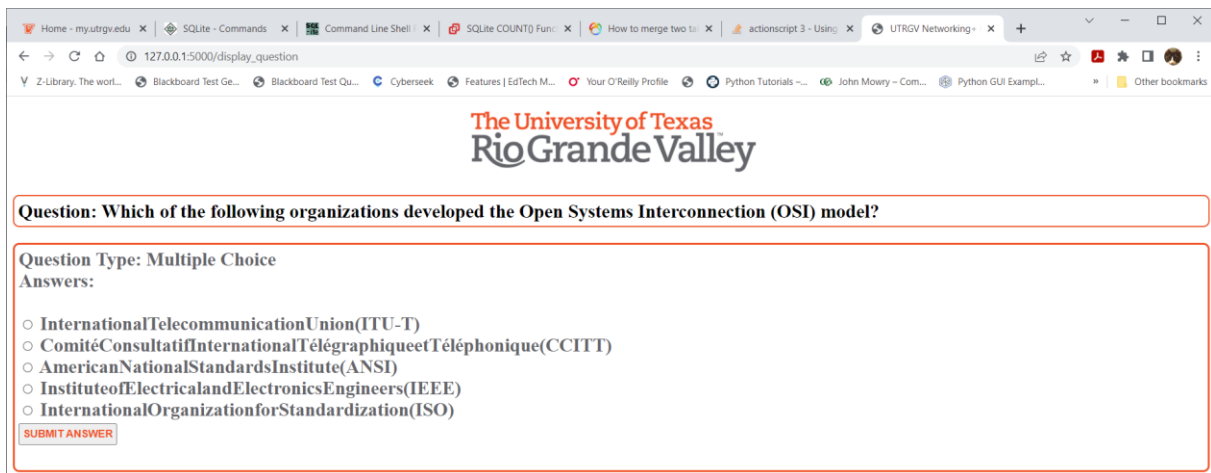 Home - my.utrgv.edu
SQLite - Commands
Command Line Shell F
SQLite COUNT() Func
How to merge two ta
actionscript 3 - Using
UTRGV Networking+
127.0.0.1:5000/display_question
Z-Library. The worl...
Blackboard Test Ge...
Blackboard Test Qu...
Cyberseek
Features | EdTech M...
Your O'Reilly Profile
Python Tutorials –...
John Mowry – Com...
Python GUI Exampl...
»
Other bookmarks
The University of Texas
Rio Grande Valley
Question: Which of the following organizations developed the Open Systems Interconnection (OSI) model?
Question Type: Multiple Choice
Answers:
InternationalTelecommunicationUnion(ITU-T)
ComitéConsultatifInternationalTélégraphiqueetTéléphonique(CCITT)
AmericanNationalStandardsInstitute(ANSI)
InstituteofElectricalandElectronicsEngineers(IEEE)
InternationalOrganizationforStandardization(ISO)
SUBMIT ANSWER